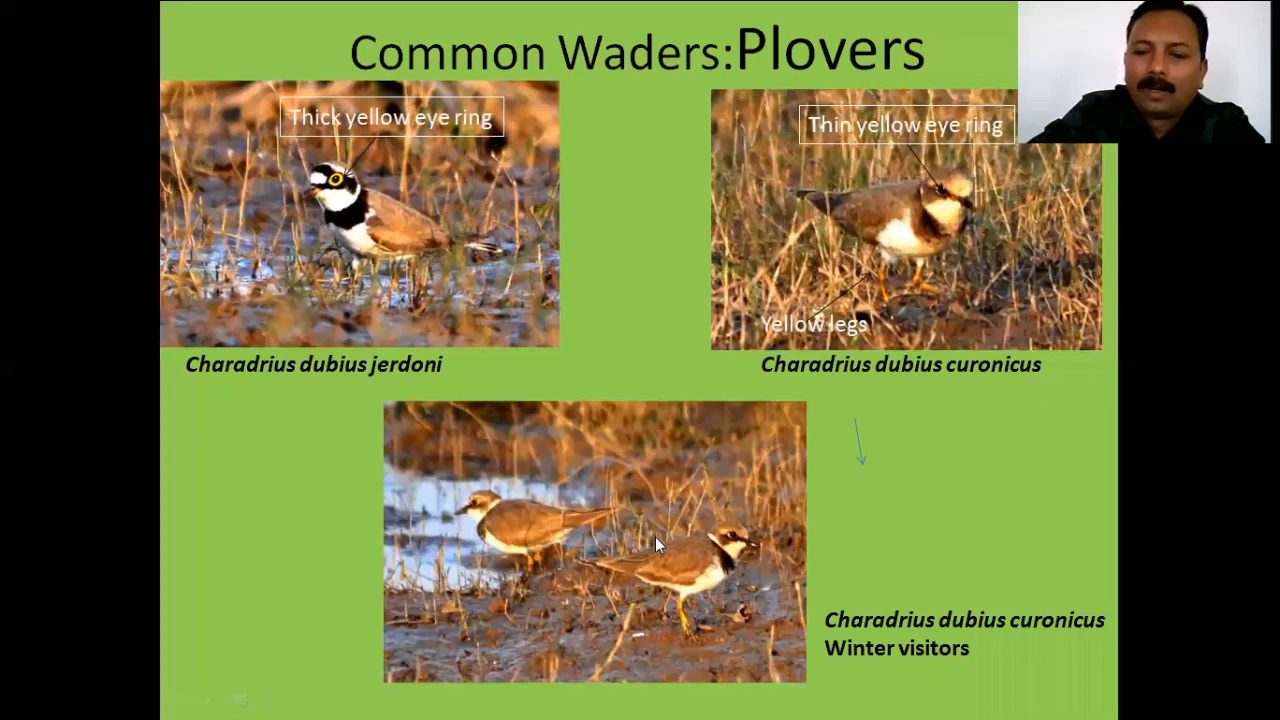 Common Waders:Plovers
Thick yellow eye ring
Thin yellow eye ring
Yellow legs
Charadrius dubius jerdoni
Charadrius dubius curonicus
Charadrius dubius curonicus
Winter visitors